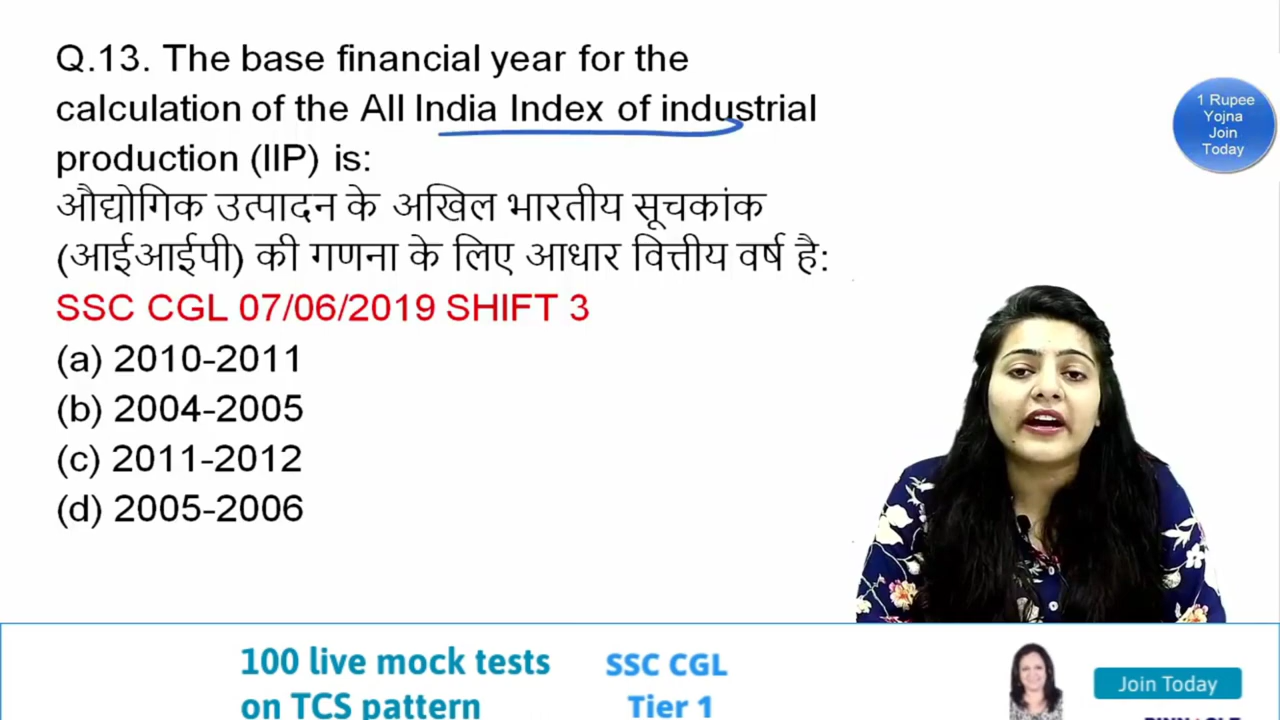 Q.13. The base financial year for the
calculation of the All India Index of industrial
production (IIP) is:
औद्योगिक उत्पादन के अखिल भारतीय सूचकांक
(आईआईपी) की गणना के लिए आधार वित्तीय वर्ष है:
SSC CGL 07/06/2019 SHIFT 3
(a) 2010-2011
(b) 2004-2005
(c) 2011-2012
(d) 2005-2006
1 Rupee
Yojna
Join
Today
100 live mock tests
on TCS pattern
SSC CGL
Tier 1
Join Today